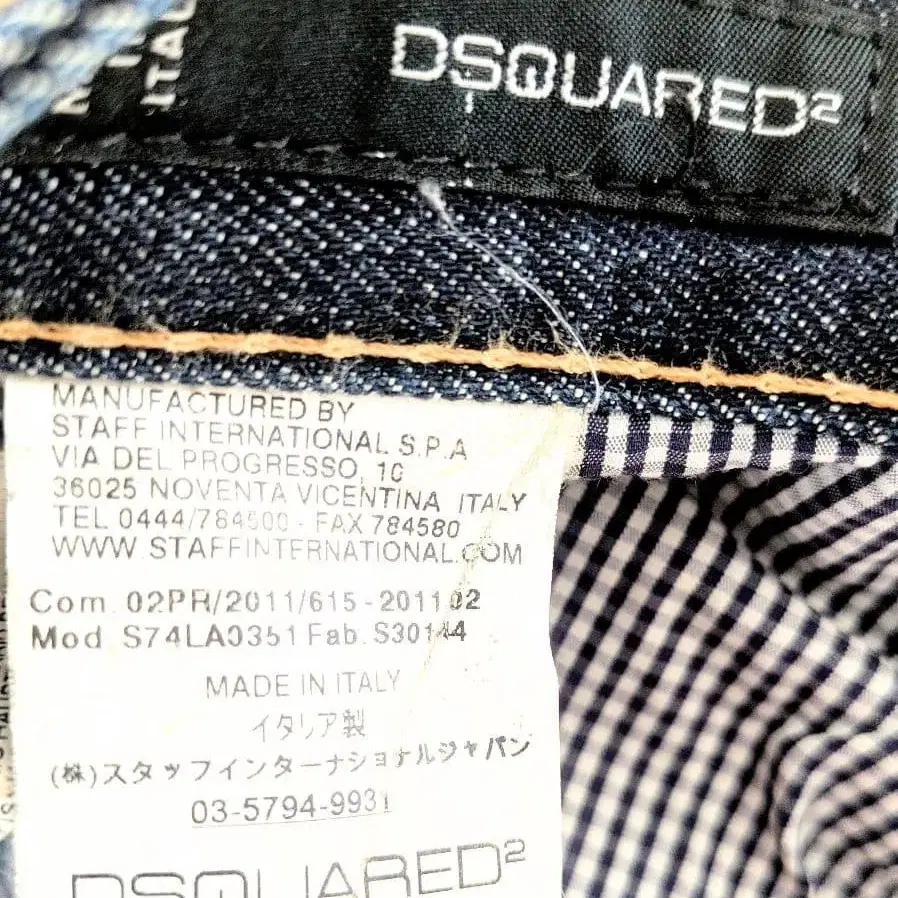 ITAL
DSQUARED2
MANUFACTURED BY
STAFF INTERNATIONAL S.P.A
VIA DEL PROGRESSO, 10
36025 NOVENTA VICENTINA ITALY
TEL 0444/784500 - FAX 784580
WWW.STAFFINTERNATIONAL.COM
Com. 02PR/2011/615-201102
Mod S74LA0351 Fab. S30144
MADE IN ITALY
イタリア製
(株)スタッフインターナショナルジャパン
03-5794-9931
DSQUARED2